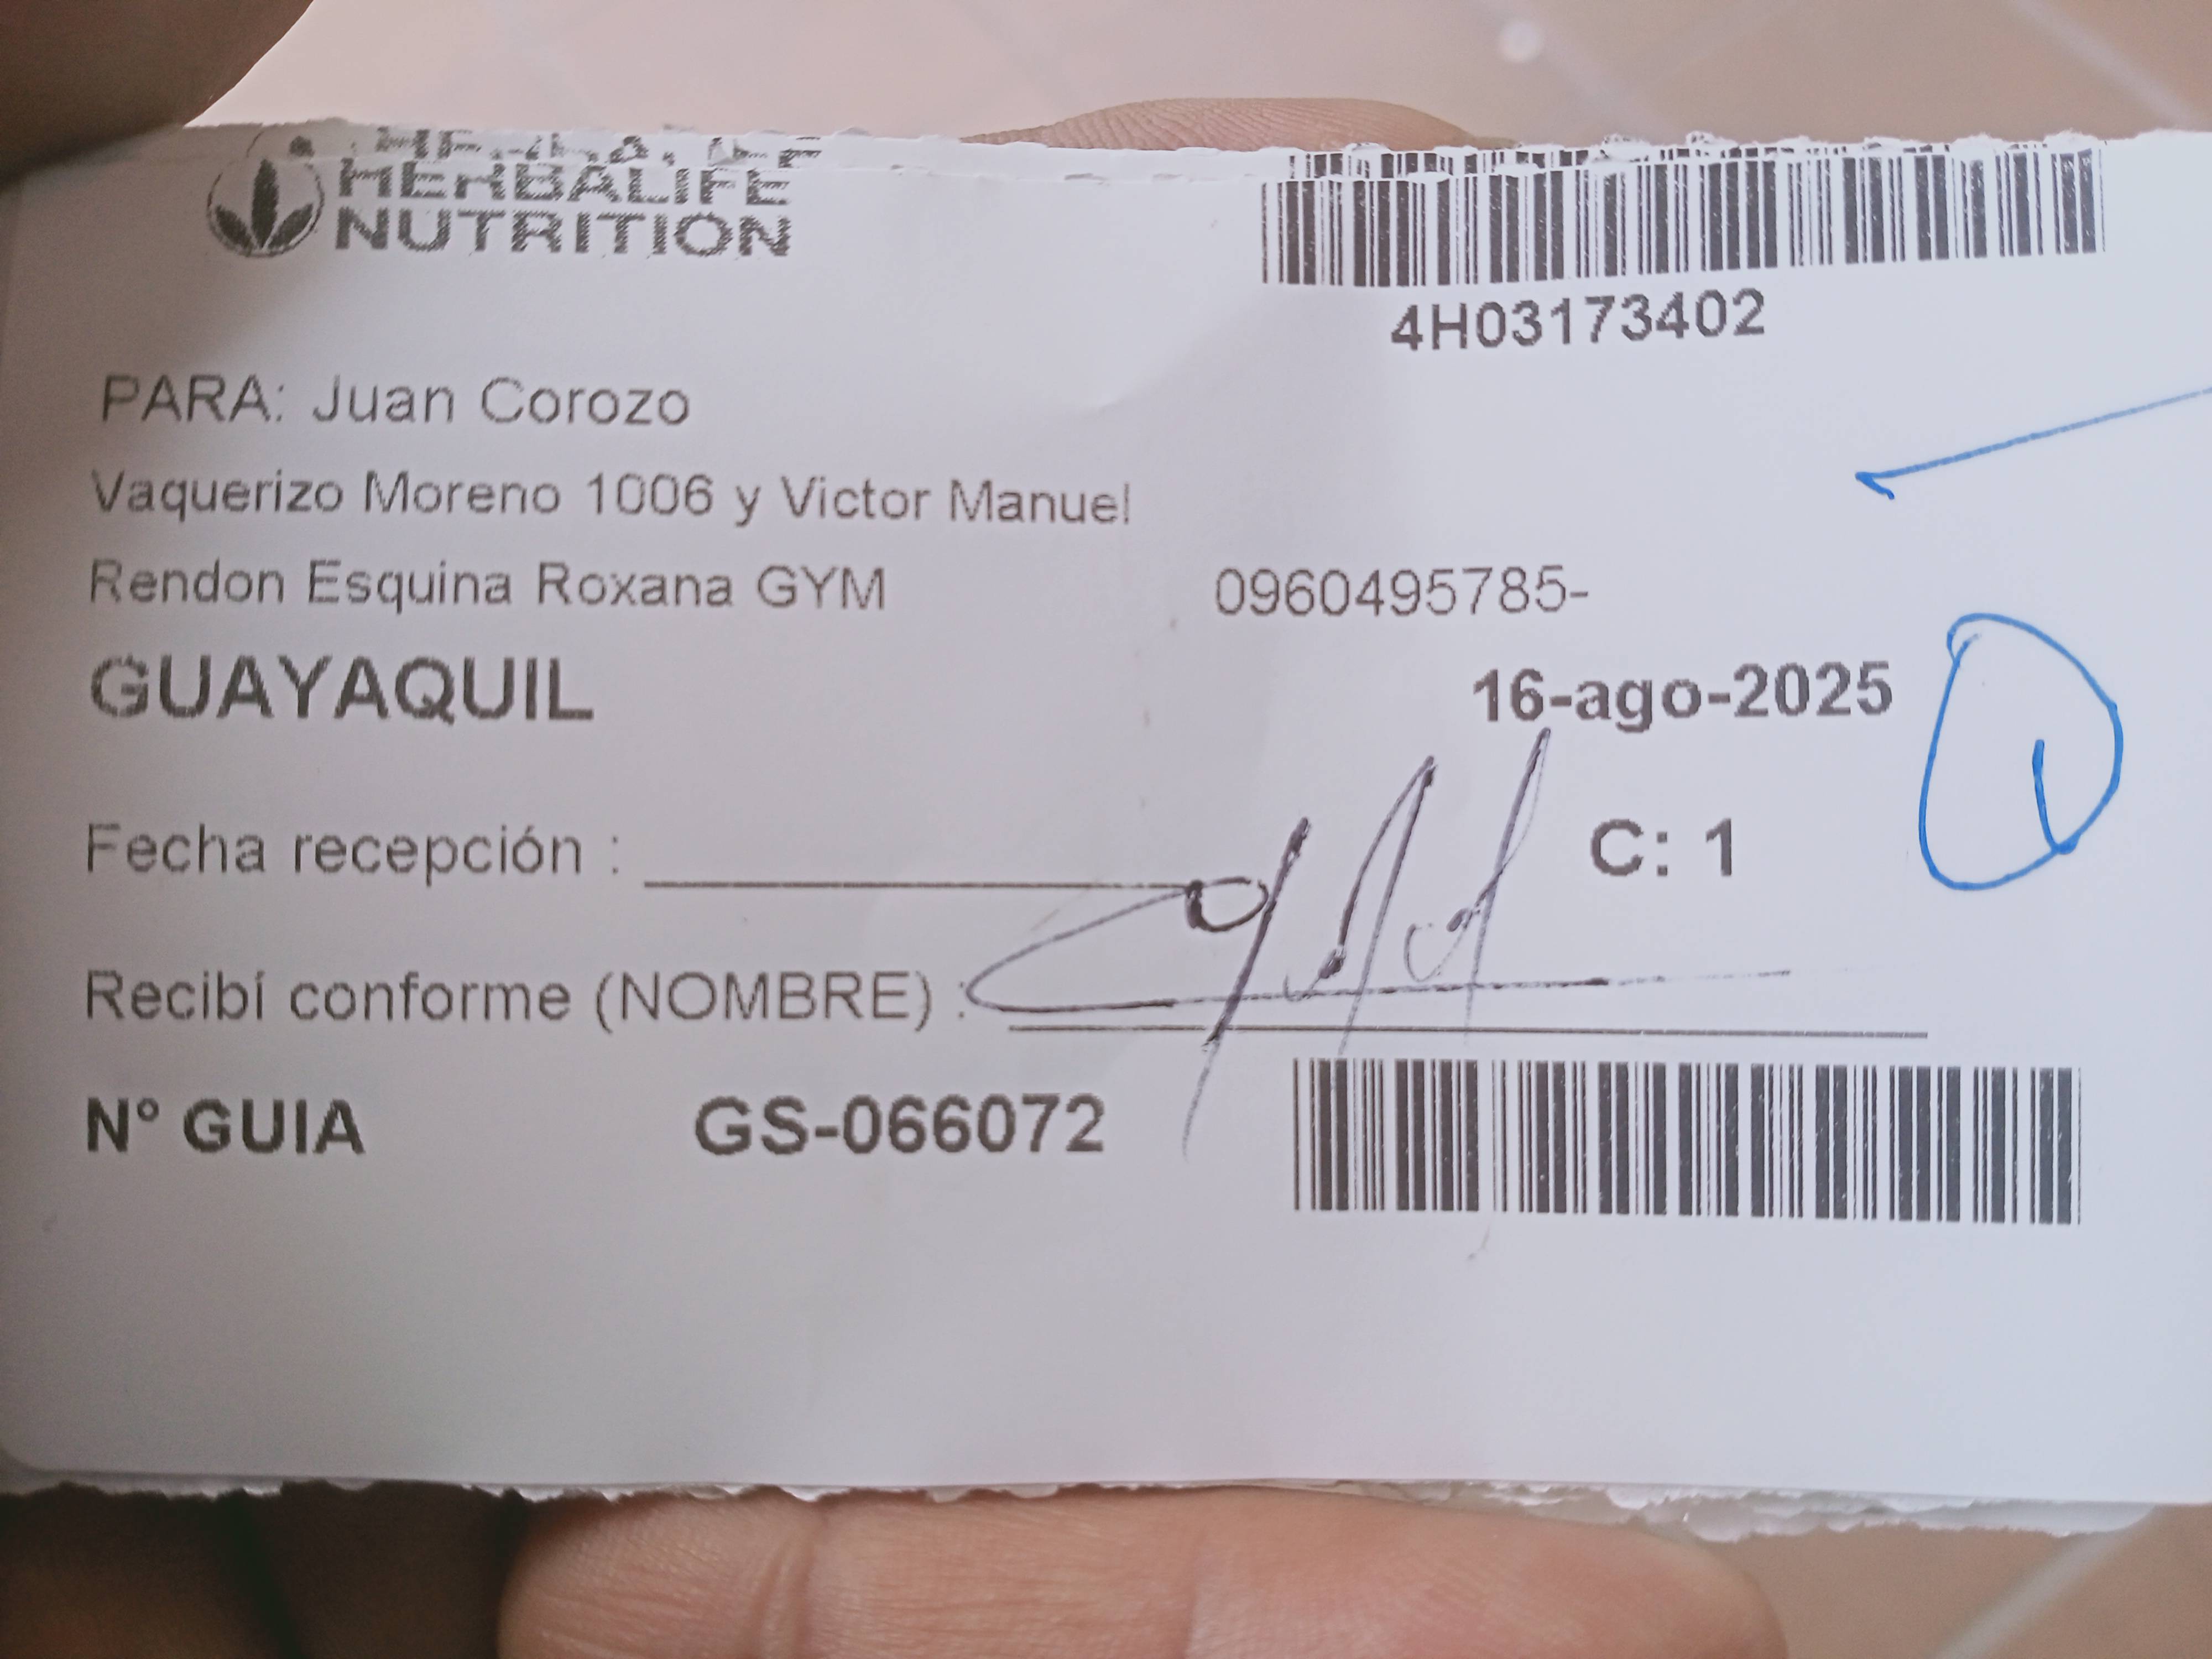 HERBALIFE
NUTRITION
4H03173402
PARA: Juan Corozo
Vaquerizo Moreno 1006 y Victor Manuel
Rendon Esquina Roxana GYM 0960495785-
GUAYAQUIL 16-ago-2025
Fecha recepción : C: 1
Recibí conforme (NOMBRE) :
N° GUIA GS-066072